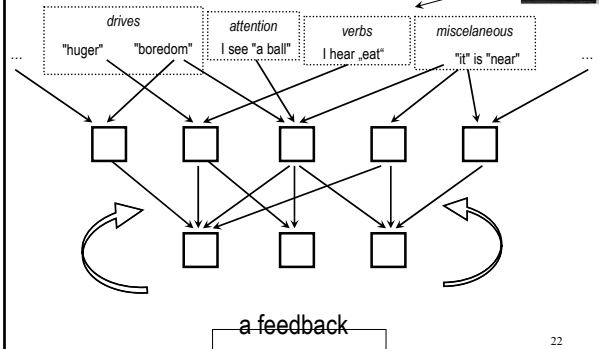 drives
attention
verbs
miscelaneous
"huger" "boredom"
I see "a ball"
I hear „eat“
"it" is "near"
...
...
a feedback
22